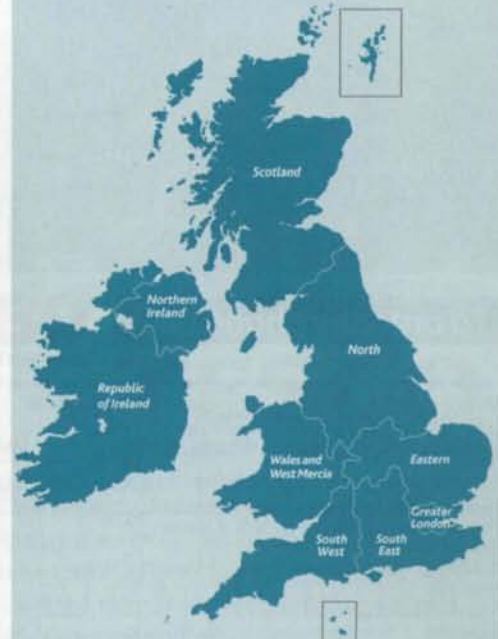 Scotland
Northern
Ireland
North
Republic
of Ireland
Wales and
West Mercia
Eastern
Greater
London
South
West
South
East